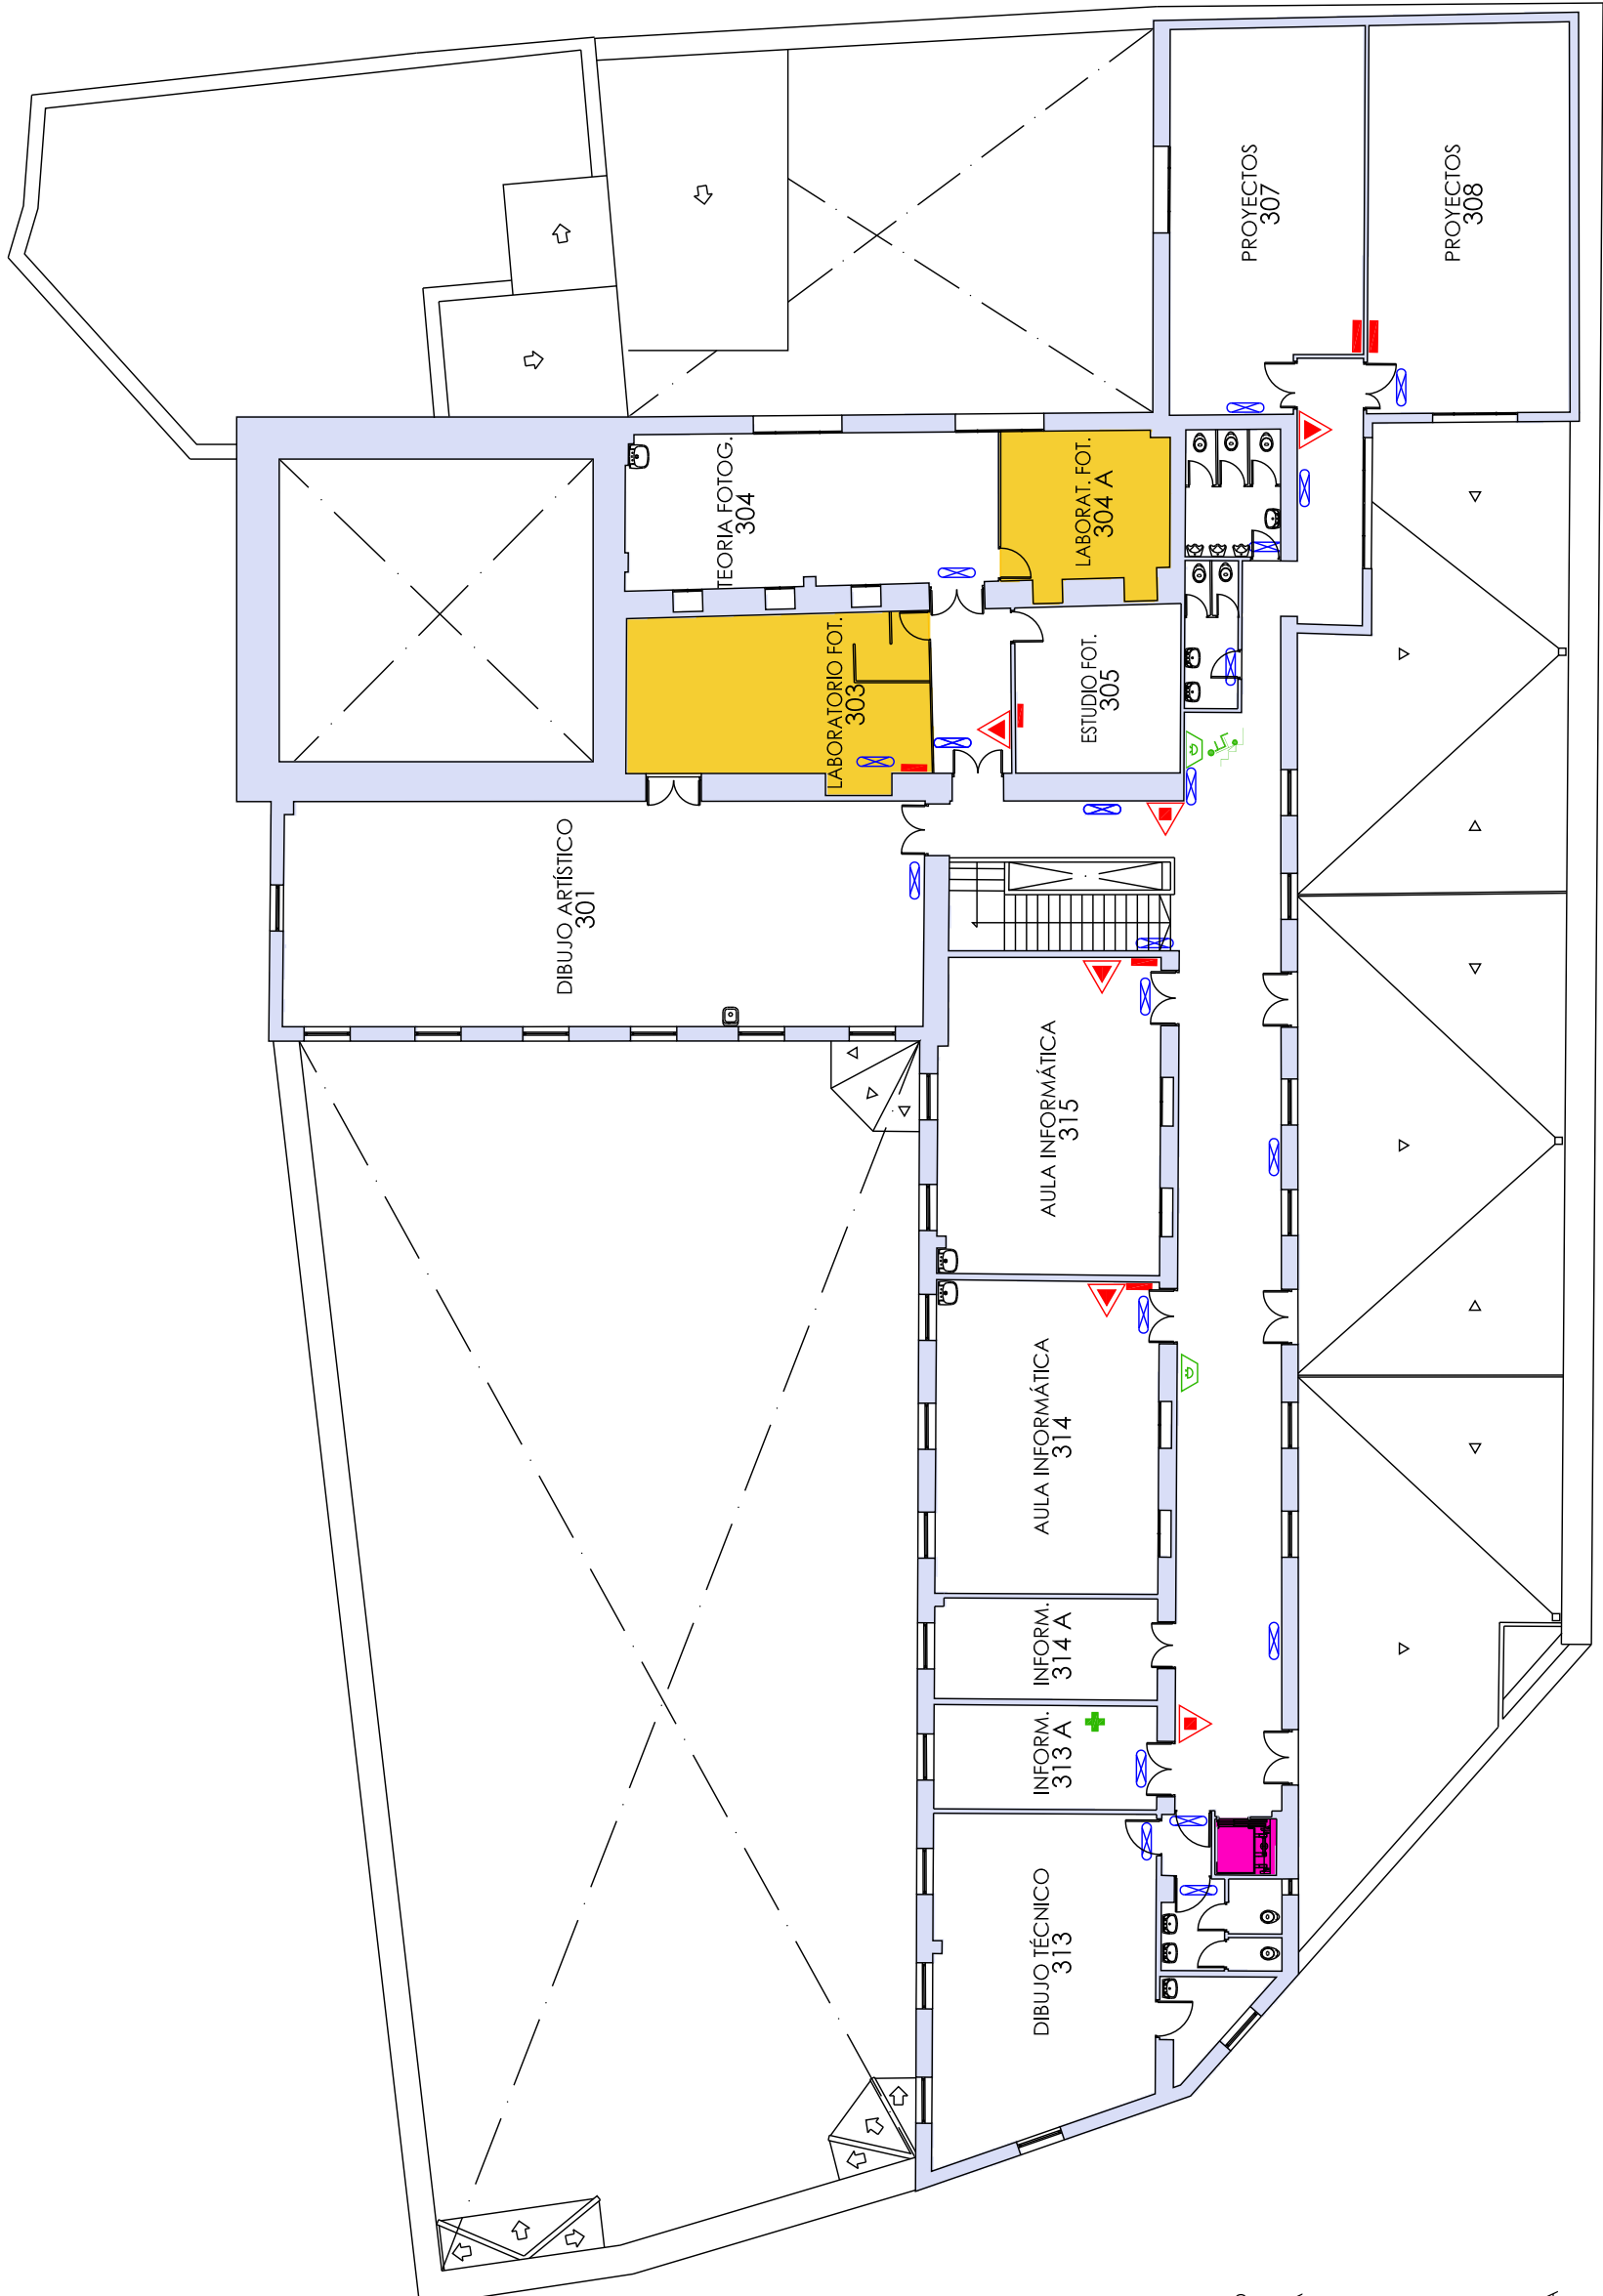 PROYECTOS
307
PROYECTOS
308
TEORIA FOTOG.
304
LABORAT. FOT.
304 A
LABORATORIO FOT.
303
ESTUDIO FOT.
305
DIBUJO ARTÍSTICO
301
AULA INFORMÁTICA
315
AULA INFORMÁTICA
314
INFORM.
314 A
INFORM.
313 A
DIBUJO TÉCNICO
313